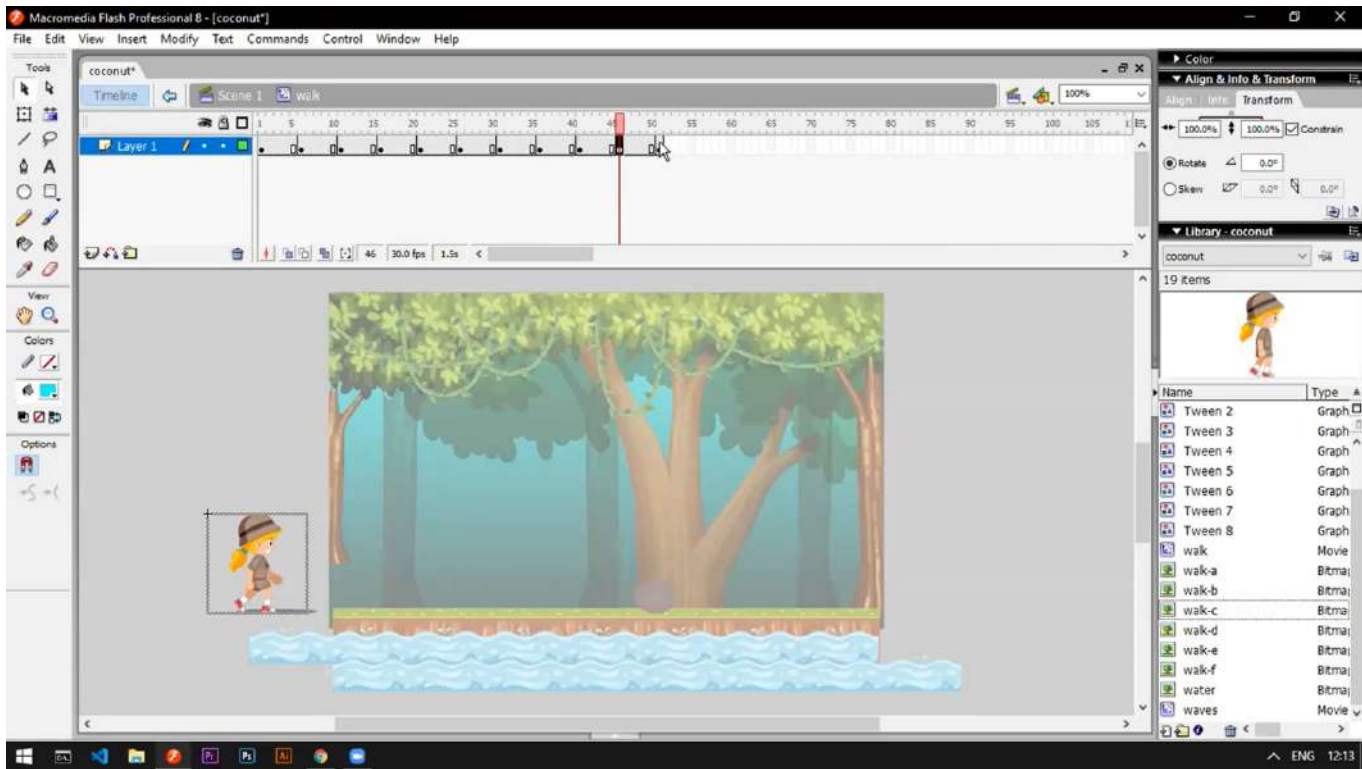 Macromedia Flash Professional 8 - [coconut*]
File Edit View Insert Modify Text Commands Control Window Help
Tools
coconut*
Timeline
Scene 1
walk
100%
1 5 10 15 20 25 30 35 40 45 50 55 60 65 70 75 80 85 90 95 100 105
Layer 1
46
30.0 fps
1.5s
View
Colors
Options
Color
Align & Info & Transform
Align
Info
Transform
100.0%
100.0%
Constrain
Rotate
0.0°
Skew
0.0°
0.0°
Library - coconut
coconut
19 items
Name
Type
Tween 2 Graph
Tween 3 Graph
Tween 4 Graph
Tween 5 Graph
Tween 6 Graph
Tween 7 Graph
Tween 8 Graph
walk Movie
walk-a Bitma
walk-b Bitma
walk-c Bitma
walk-d Bitma
walk-e Bitma
walk-f Bitma
water Bitma
waves Movie
Pr
Ps
Ai
ENG 12:13